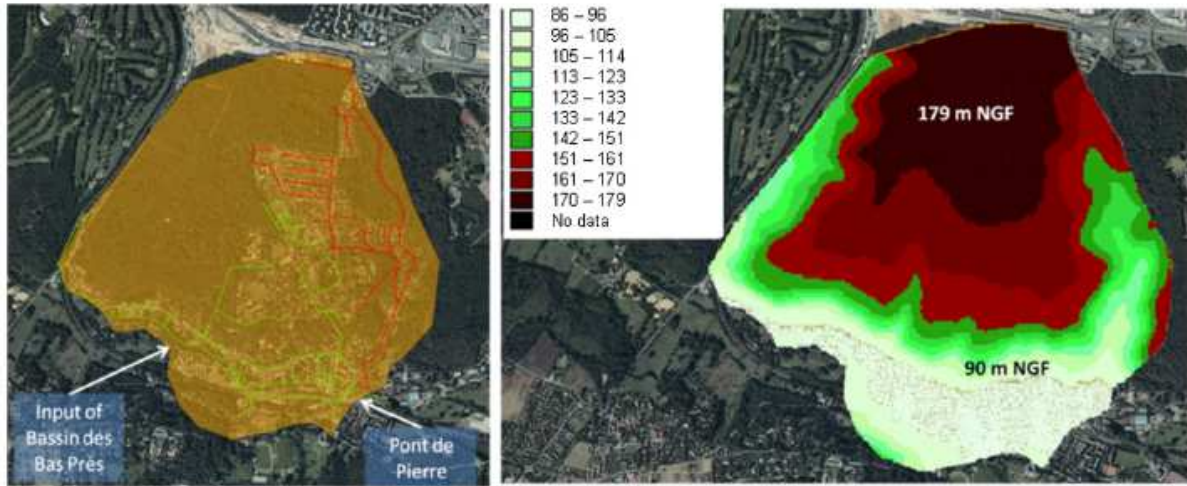 Input of
Bassin des
Bas Près
Pont de
Pierre
86 – 96
96 – 105
105 – 114
113 – 123
123 – 133
133 – 142
142 – 151
151 – 161
161 – 170
170 – 179
No data
179 m NGF
90 m NGF